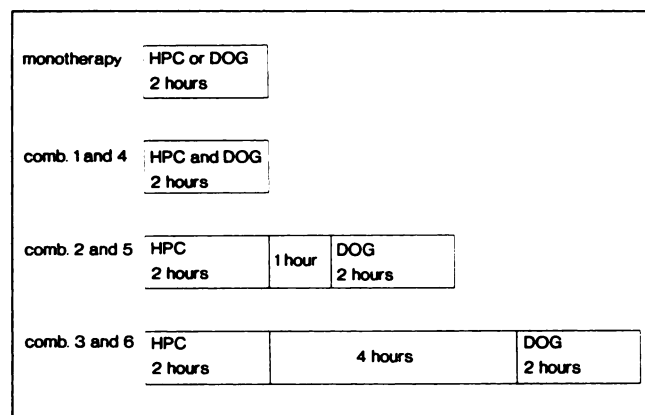 monotherapy HPC or DOG
2 hours
comb. 1 and 4 HPC and DOG
2 hours
comb. 2 and 5 HPC 1 hour DOG
2 hours 2 hours
comb. 3 and 6 HPC 4 hours DOG
2 hours 2 hours